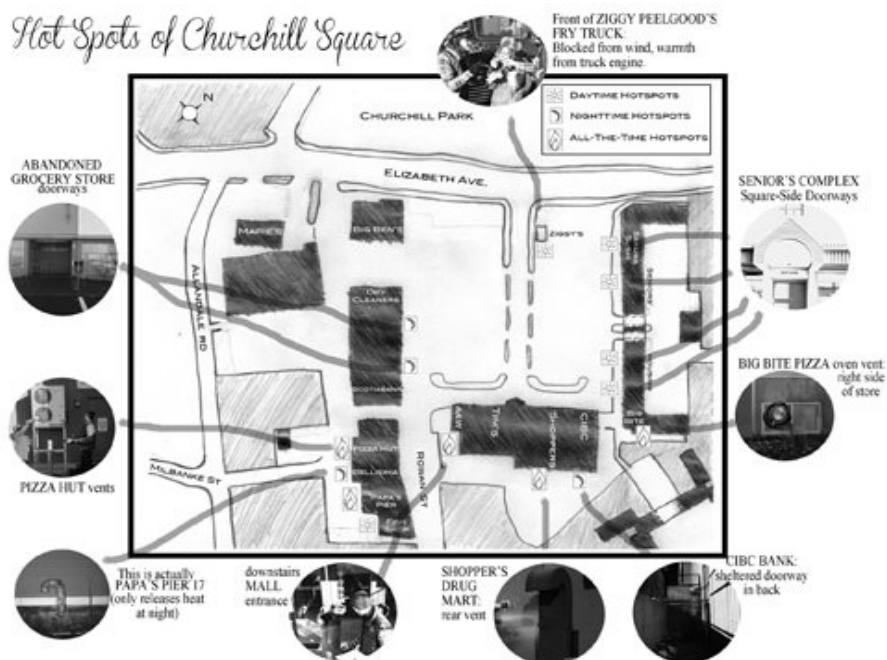 Hot Spots of Churchill Square
Front of ZIGGY PEELGOOD'S
FRY TRUCK:
Blocked from wind, warmth
from truck engine.
N
CHURCHILL PARK
DAYTIME HOTSPOTS
NIGHTTIME HOTSPOTS
ALL-THE-TIME HOTSPOTS
ELIZABETH AVE.
ABANDONED
GROCERY STORE
doorways
SENIOR'S COMPLEX
Square-Side Doorways
MARIE'S
BIG BEN'S
ZIGGY'S
DRY
CLEANERS
ALLANDALE RD
BIG BITE PIZZA oven vent:
right side
of store
A&W
TIM'S
SHOPPERS
CIBC
BIG
BITE
PIZZA HUT
ROWAN ST
MILBANKE ST
PAPA'S
PIER
PIZZA HUT vents
This is actually
PAPA'S PIER 17
(only releases heat
at night)
downstairs
MALL
entrance
SHOPPER'S
DRUG
MART:
rear vent
CIBC BANK:
sheltered doorway
in back